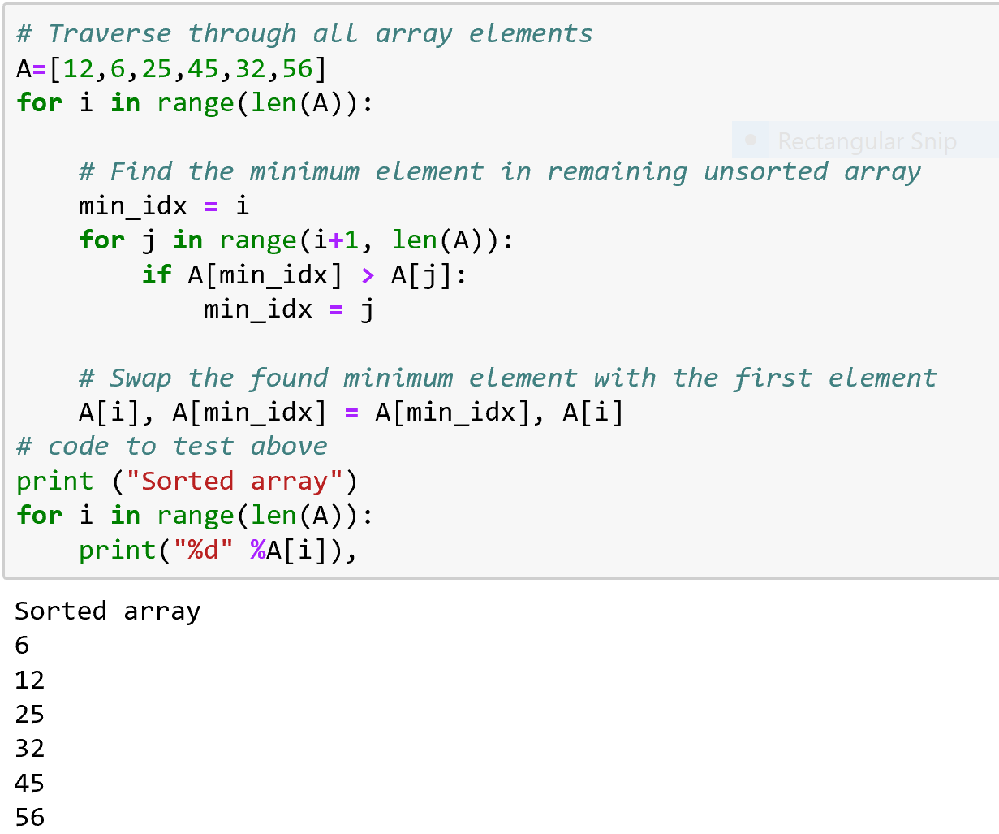 # Traverse through all array elements
A=[12,6,25,45,32,56]
for i in range(len(A)):
Rectangular Snip
    # Find the minimum element in remaining unsorted array
    min_idx = i
    for j in range(i+1, len(A)):
        if A[min_idx] > A[j]:
            min_idx = j
    # Swap the found minimum element with the first element
    A[i], A[min_idx] = A[min_idx], A[i]
# code to test above
print ("Sorted array")
for i in range(len(A)):
    print("%d" %A[i]),
Sorted array
6
12
25
32
45
56